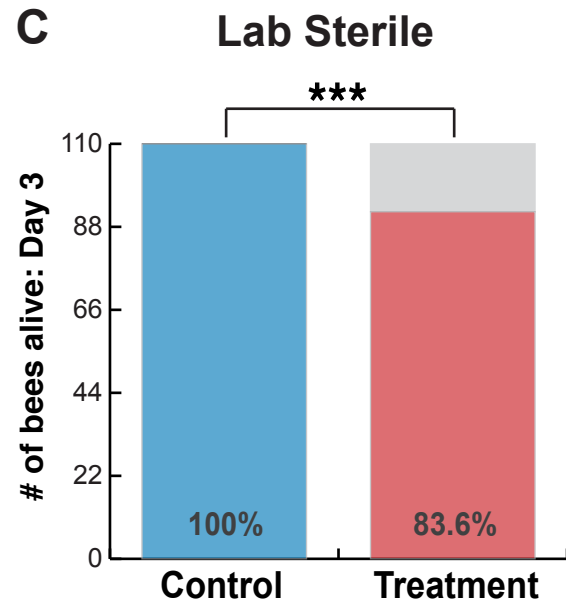 C
Lab Sterile
***
# of bees alive: Day 3
110
88
66
44
22
0
100%
83.6%
Control
Treatment